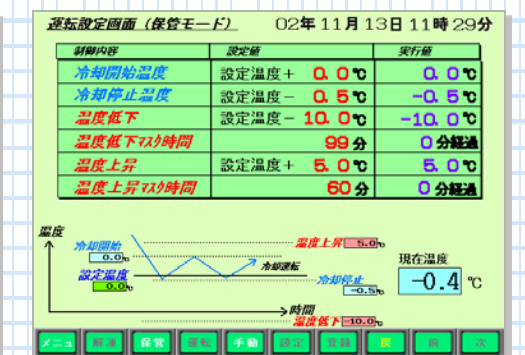 運転設定画面（保管モード） 02年11月13日11時29分
制御内容 設定値 実行値
冷却開始温度 設定温度＋ 0.0℃ 0.0℃
冷却停止温度 設定温度－ 0.5℃ -0.5℃
温度低下 設定温度－ 10.0℃ -10.0℃
温度低下マスク時間 99分 0分経過
温度上昇 設定温度＋ 5.0℃ 5.0℃
温度上昇マスク時間 60分 0分経過
温度
冷却開始
0.0℃
設定温度
0.0℃
温度上昇 5.0℃
冷却運転
冷却停止
-0.5℃
時間
温度低下 -10.0℃
現在温度
-0.4 ℃
メニュ 解凍 保管 運転 手動 設定 登録 戻 前 次